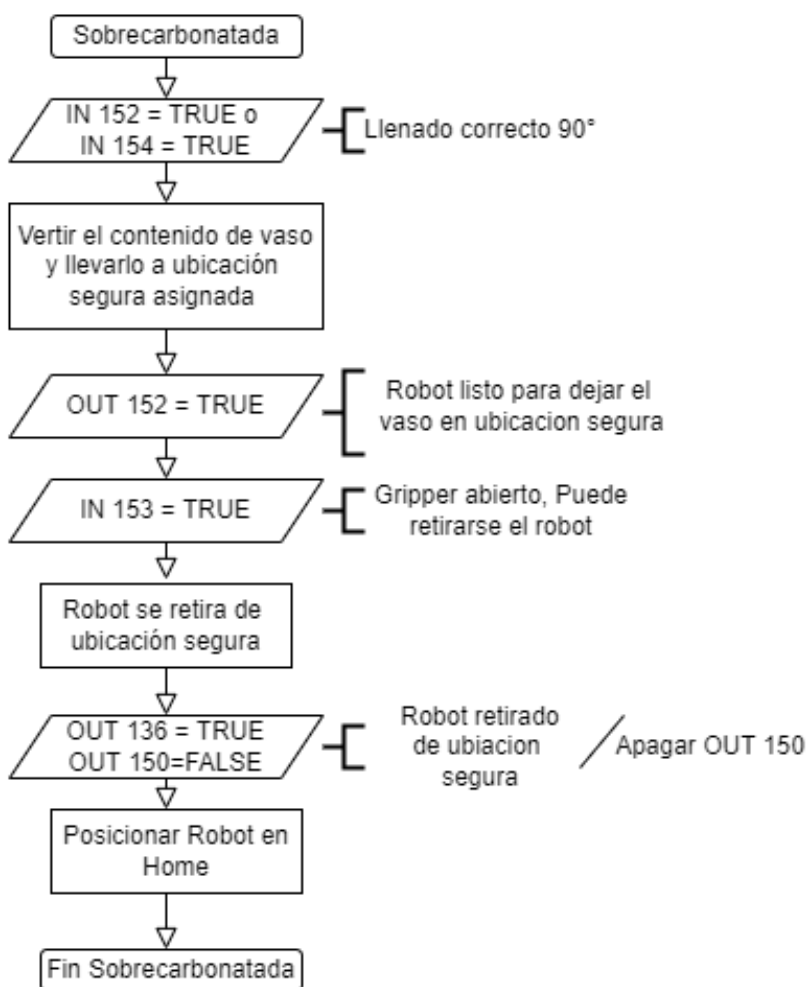 Sobrecarbonatada
IN 152 = TRUE o
IN 154 = TRUE
Llenado correcto 90°
Vertir el contenido de vaso
y llevarlo a ubicación
segura asignada
OUT 152 = TRUE
Robot listo para dejar el
vaso en ubicacion segura
IN 153 = TRUE
Gripper abierto, Puede
retirarse el robot
Robot se retira de
ubicación segura
OUT 136 = TRUE
OUT 150=FALSE
Robot retirado
de ubiacion
segura
Apagar OUT 150
Posicionar Robot en
Home
Fin Sobrecarbonatada